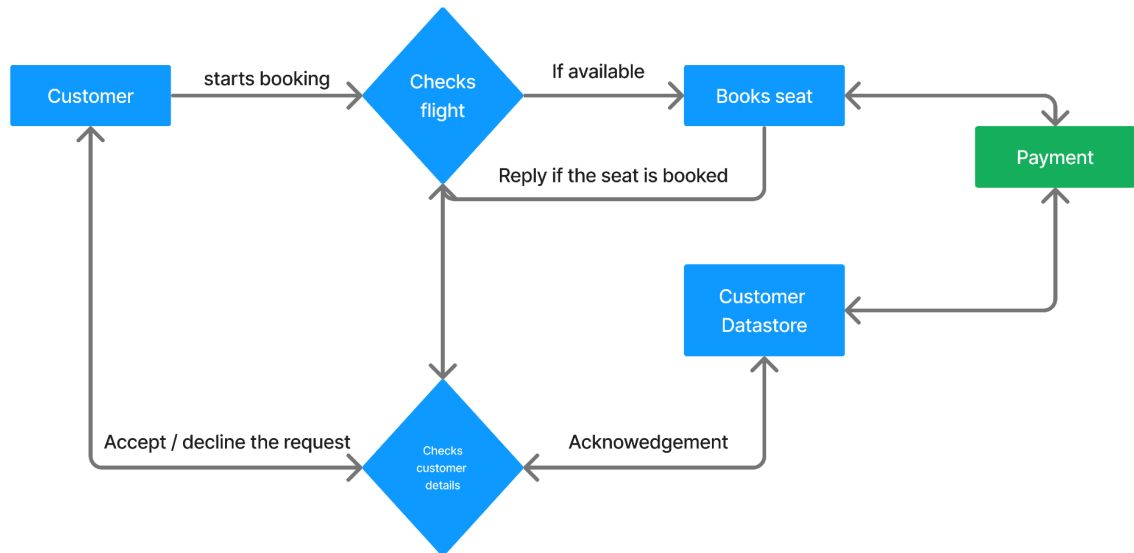 Customer
starts booking
Checks
flight
If available
Books seat
Payment
Reply if the seat is booked
Customer
Datastore
Accept / decline the request
Checks
customer
details
Acknowedgement